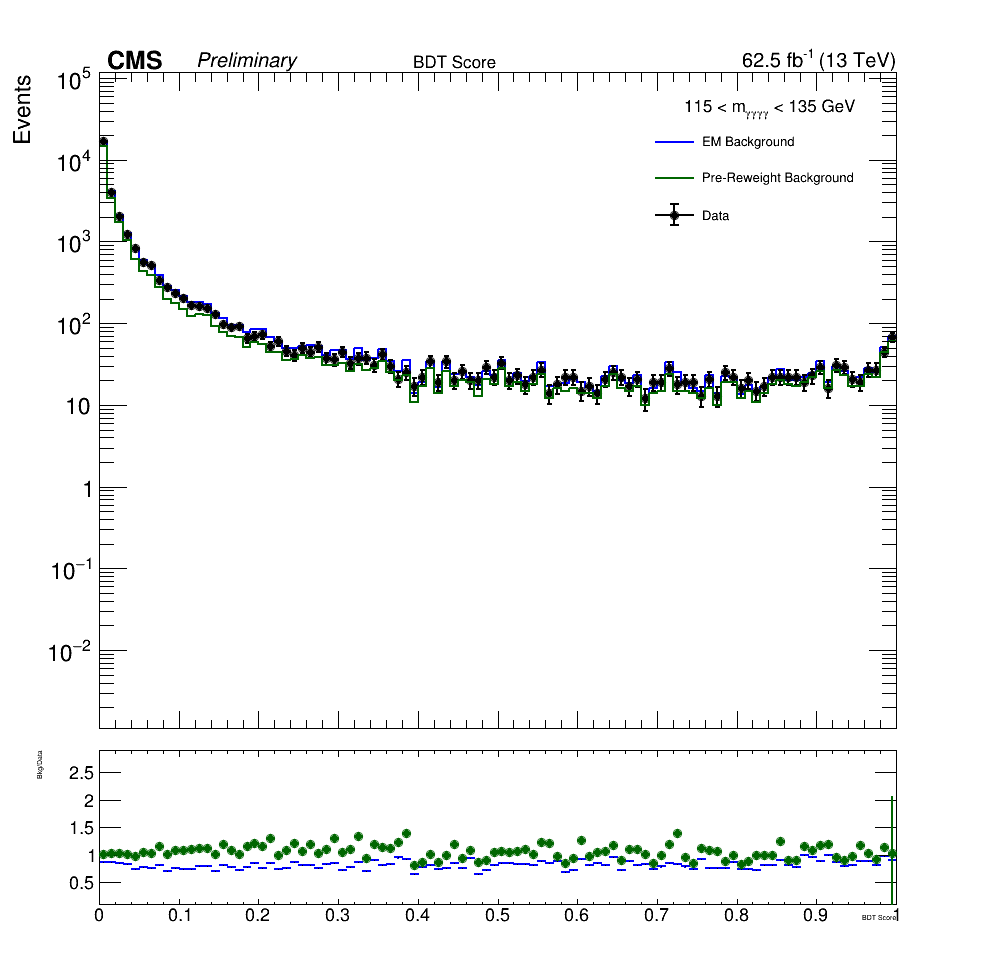 CMS Preliminary BDT Score 62.5 fb⁻¹ (13 TeV)
Events
10⁵
10⁴
10³
10²
10
1
10⁻¹
10⁻²
115 < mγγγγ < 135 GeV
EM Background
Pre-Reweight Background
Data
Bkg/Data
2.5
2
1.5
1
0.5
0 0.1 0.2 0.3 0.4 0.5 0.6 0.7 0.8 0.9 1
BDT Score